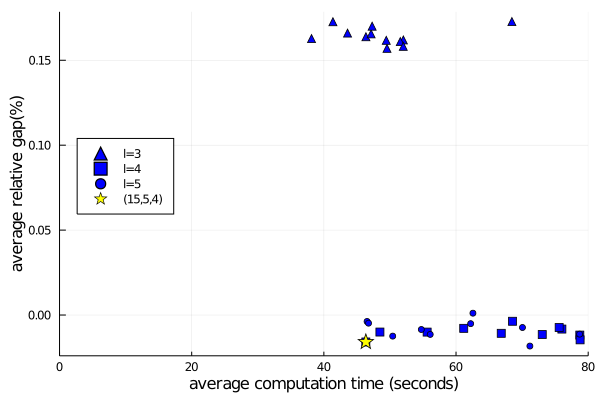 0.15
0.10
0.05
0.00
0
20
40
60
80
average relative gap(%)
average computation time (seconds)
l=3
l=4
l=5
(15,5,4)